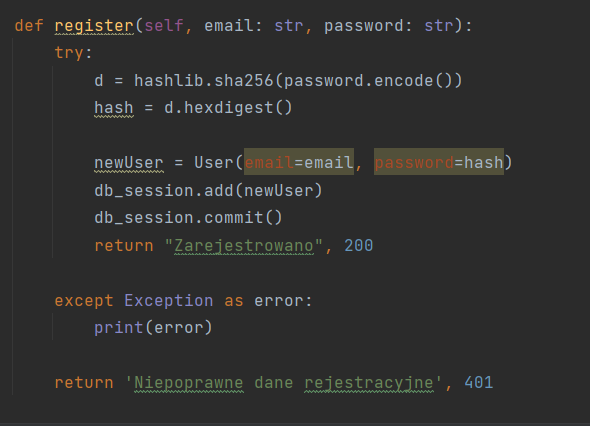 def register(self, email: str, password: str):
    try:
        d = hashlib.sha256(password.encode())
        hash = d.hexdigest()

        newUser = User(email=email, password=hash)
        db_session.add(newUser)
        db_session.commit()
        return "Zarejestrowano", 200

    except Exception as error:
        print(error)

    return 'Niepoprawne dane rejestracyjne', 401